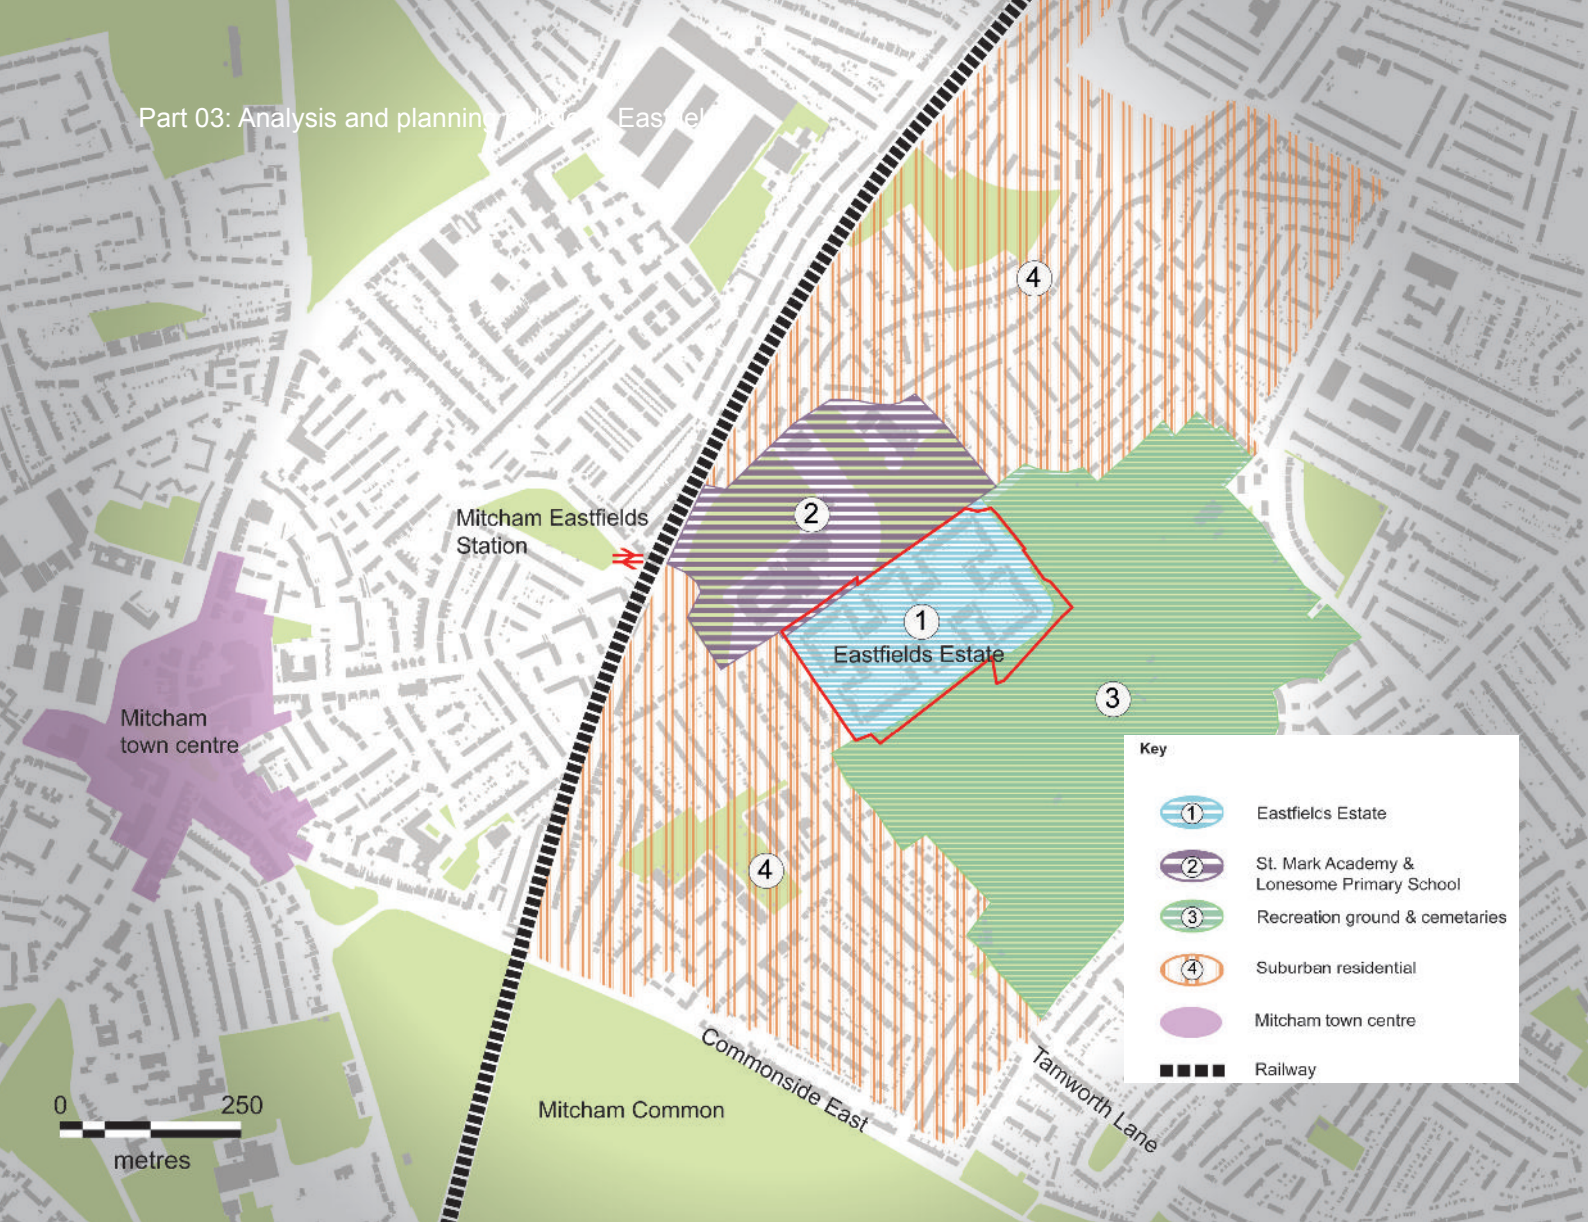 Part 03: Analysis and planning
4
Mitcham Eastfields
Station
2
1
Eastfields Estate
3
Mitcham
town centre
4
Commonside East
Tamworth Lane
Mitcham Common
0 250
metres
Key
1 Eastfields Estate
2 St. Mark Academy &
Lonesome Primary School
3 Recreation ground & cemetaries
4 Suburban residential
Mitcham town centre
Railway